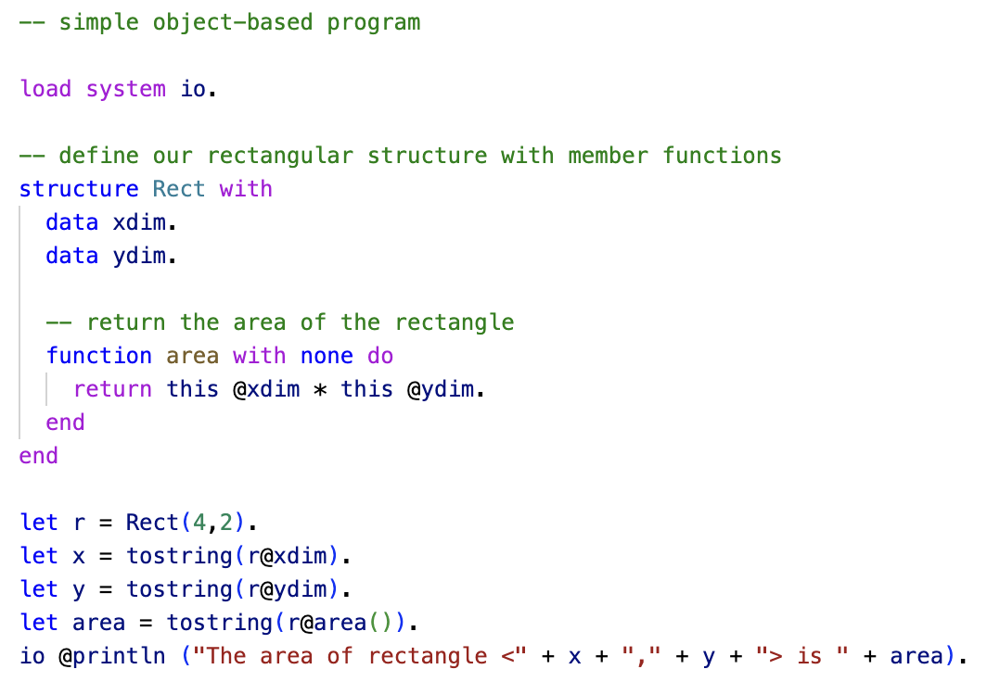 -- simple object-based program
load system io.
-- define our rectangular structure with member functions
structure Rect with
data xdim.
data ydim.
-- return the area of the rectangle
function area with none do
return this @xdim * this @ydim.
end
end
let r = Rect(4,2).
let x = tostring(r@xdim).
let y = tostring(r@ydim).
let area = tostring(r@area()).
io @println ("The area of rectangle <" + x + "," + y + "> is " + area).